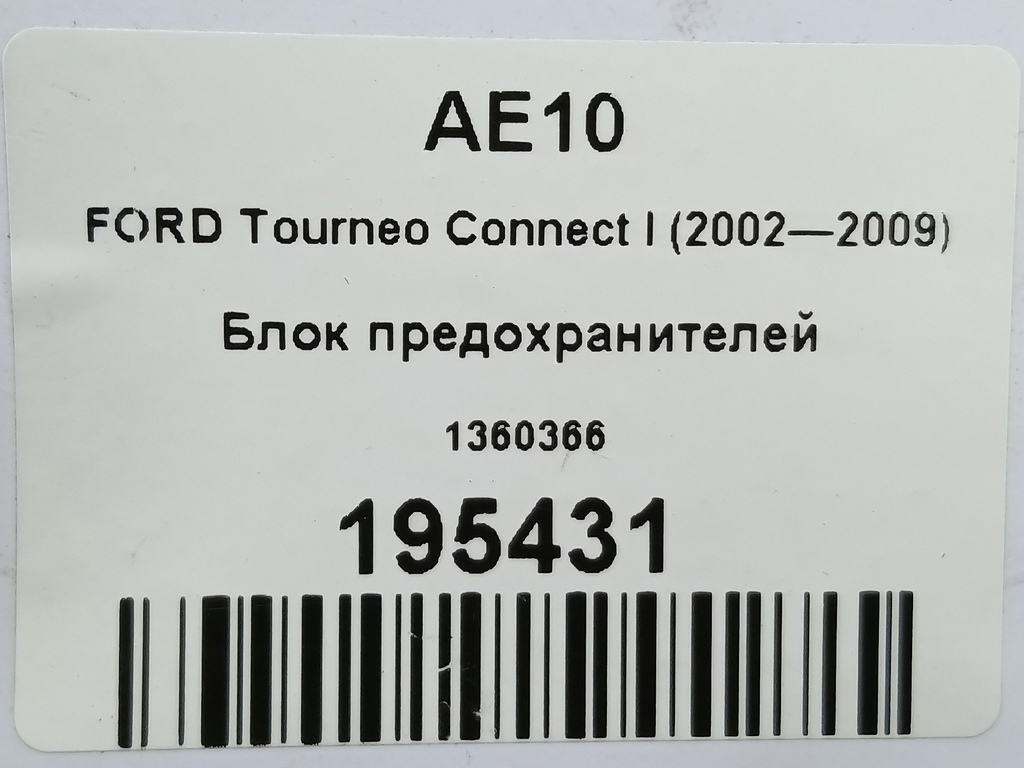 AE10
FORD Tourneo Connect I (2002—2009)
Блок предохранителей
1360366
195431